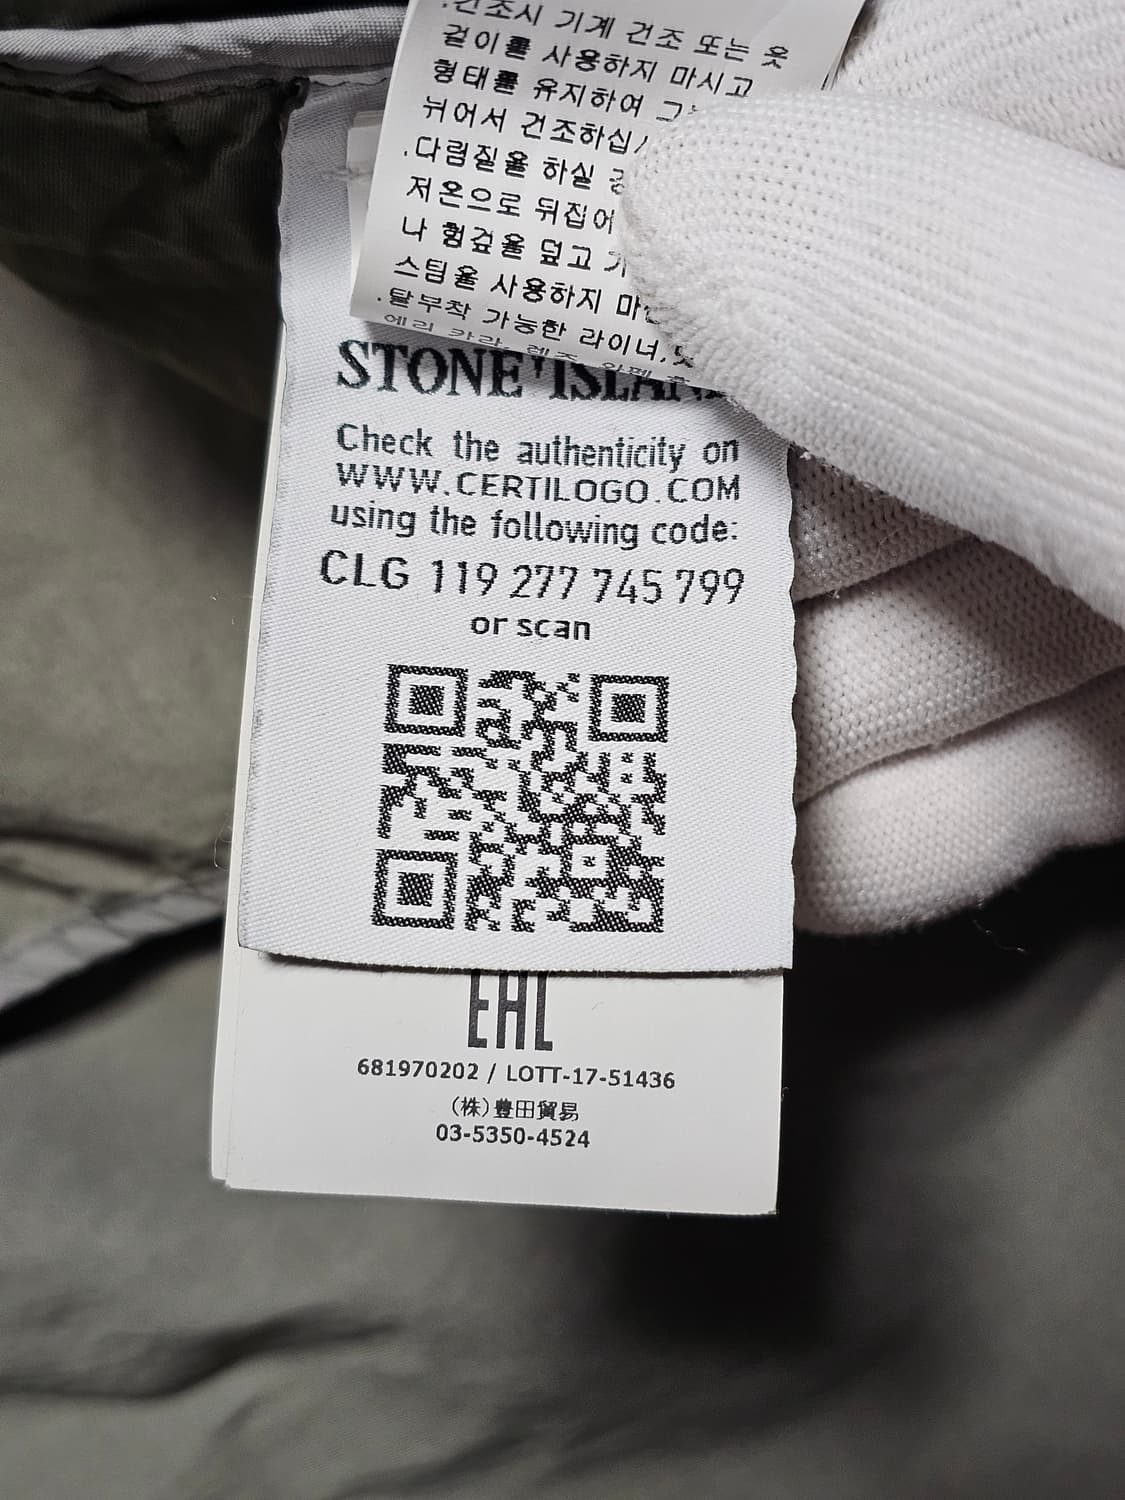 .건조시 기계 건조 또는 옷
걸이를 사용하지 마시고
형태를 유지하여
뉘어서 건조하십
.다림질을 하실
저온으로 뒤집어
나 헝겊을 덮고
스팀을 사용하지
.탈부착 가능한 라이너,
STONE ISLAND
Check the authenticity on
WWW.CERTILOGO.COM
using the following code:
CLG 119 277 745 799
or scan
EAC
681970202 / LOTT-17-51436
(株)豊田貿易
03-5350-4524